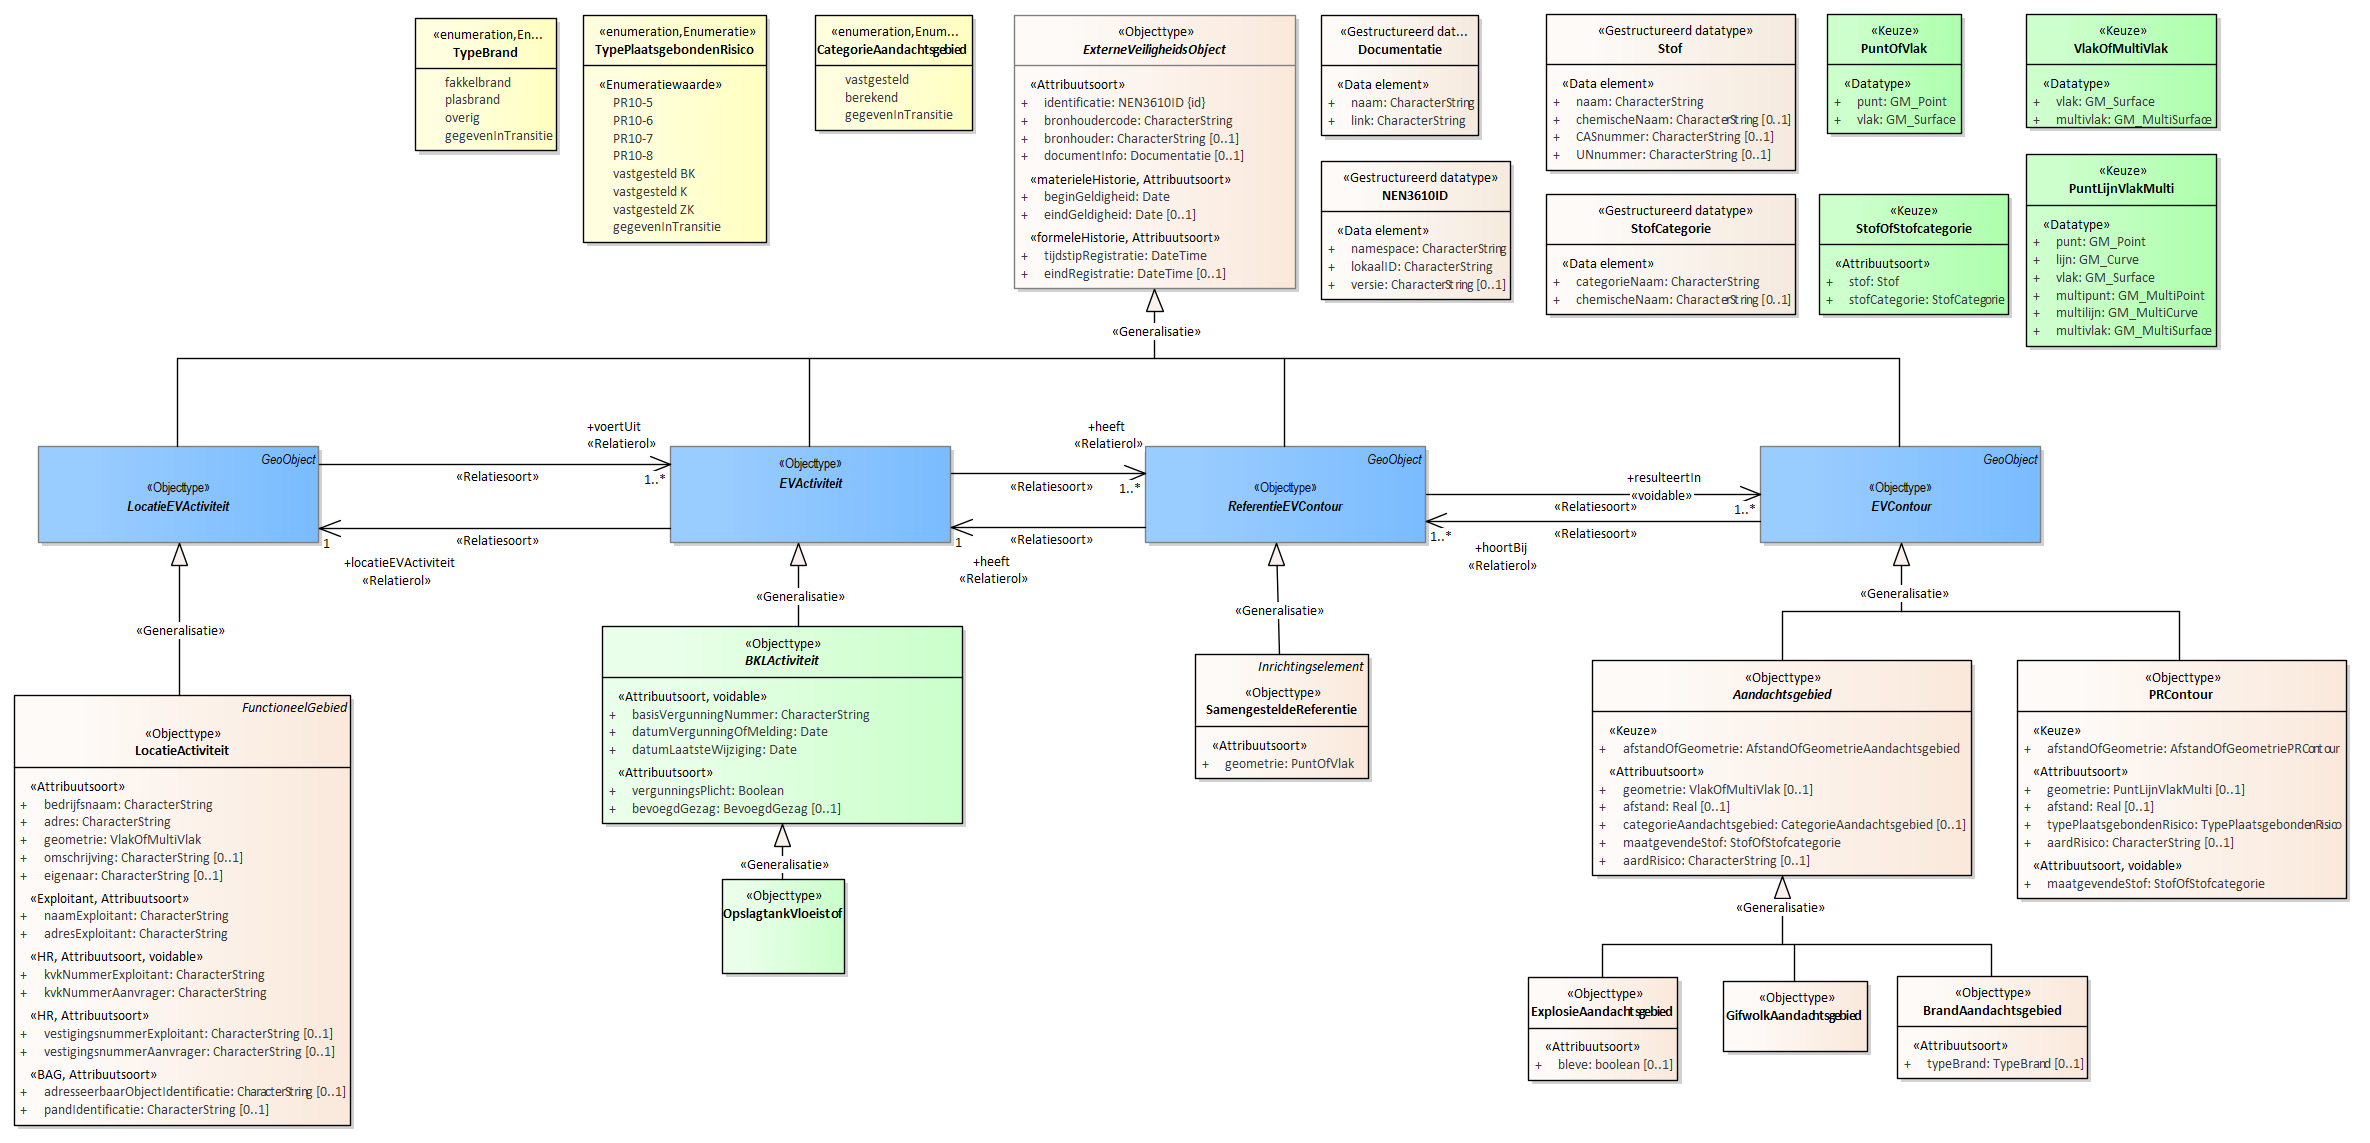 «enumeration,En...
TypeBrand
fakkelbrand
plasbrand
overig
gegevenInTransitie
«enumeration,Enumeratie»
TypePlaatsgebondenRisico
«Enumeratiewaarde»
PR10-5
PR10-6
PR10-7
PR10-8
vastgesteld BK
vastgesteld K
vastgesteld ZK
gegevenInTransitie
«enumeration,Enum...
CategorieAandachtsgebied
vastgesteld
berekend
gegevenInTransitie
«Objecttype»
ExterneVeiligheidsObject
«Attribuutsoort»
+ identificatie: NEN3610ID {id}
+ bronhoudercode: CharacterString
+ bronhouder: CharacterString [0..1]
+ documentInfo: Documentatie [0..1]
«materieleHistorie, Attribuutsoort»
+ beginGeldigheid: Date
+ eindGeldigheid: Date [0..1]
«formeleHistorie, Attribuutsoort»
+ tijdstipRegistratie: DateTime
+ eindRegistratie: DateTime [0..1]
«Gestructureerd dat...
Documentatie
«Data element»
+ naam: CharacterString
+ link: CharacterString
«Gestructureerd datatype»
NEN3610ID
«Data element»
+ namespace: CharacterString
+ lokaalID: CharacterString
+ versie: CharacterString [0..1]
«Gestructureerd datatype»
Stof
«Data element»
+ naam: CharacterString
+ chemischeNaam: CharacterString [0..1]
+ CASnummer: CharacterString [0..1]
+ UNnummer: CharacterString [0..1]
«Gestructureerd datatype»
StofCategorie
«Data element»
+ categorieNaam: CharacterString
+ chemischeNaam: CharacterString [0..1]
«Keuze»
PuntOfVlak
«Datatype»
+ punt: GM_Point
+ vlak: GM_Surface
«Keuze»
StofOfStofcategorie
«Attribuutsoort»
+ stof: Stof
+ stofCategorie: StofCategorie
«Keuze»
VlakOfMultiVlak
«Datatype»
+ vlak: GM_Surface
+ multivlak: GM_MultiSurface
«Keuze»
PuntLijnVlakMulti
«Datatype»
+ punt: GM_Point
+ lijn: GM_Curve
+ vlak: GM_Surface
+ multipunt: GM_MultiPoint
+ multilijn: GM_MultiCurve
+ multivlak: GM_MultiSurface
«Generalisatie»
GeoObject
«Objecttype»
LocatieEVActiviteit
+voertUit
«Relatierol»
«Relatiesoort»
1..*
«Relatiesoort»
1
+locatieEVActiviteit
«Relatierol»
«Objecttype»
EVActiviteit
+heeft
«Relatierol»
«Relatiesoort»
1..*
«Relatiesoort»
1
+heeft
«Relatierol»
GeoObject
«Objecttype»
ReferentieEVContour
+resulteertIn
«voidable»
«Relatiesoort»
1..*
«Relatiesoort»
1..*
+hoortBij
«Relatierol»
GeoObject
«Objecttype»
EVContour
«Generalisatie»
«Generalisatie»
«Generalisatie»
«Generalisatie»
FunctioneelGebied
«Objecttype»
LocatieActiviteit
«Attribuutsoort»
+ bedrijfsnaam: CharacterString
+ adres: CharacterString
+ geometrie: VlakOfMultiVlak
+ omschrijving: CharacterString [0..1]
+ eigenaar: CharacterString [0..1]
«Exploitant, Attribuutsoort»
+ naamExploitant: CharacterString
+ adresExploitant: CharacterString
«HR, Attribuutsoort, voidable»
+ kvkNummerExploitant: CharacterString
+ kvkNummerAanvrager: CharacterString
«HR, Attribuutsoort»
+ vestigingsnummerExploitant: CharacterString [0..1]
+ vestigingsnummerAanvrager: CharacterString [0..1]
«BAG, Attribuutsoort»
+ adresseerbaarObjectIdentificatie: CharacterString [0..1]
+ pandIdentificatie: CharacterString [0..1]
«Objecttype»
BKLActiviteit
«Attribuutsoort, voidable»
+ basisVergunningNummer: CharacterString
+ datumVergunningOfMelding: Date
+ datumLaatsteWijziging: Date
«Attribuutsoort»
+ vergunningsPlicht: Boolean
+ bevoegdGezag: BevoegdGezag [0..1]
«Generalisatie»
«Objecttype»
OpslagtankVloeistof
Inrichtingselement
«Objecttype»
SamengesteldeReferentie
«Attribuutsoort»
+ geometrie: PuntOfVlak
«Objecttype»
Aandachtsgebied
«Keuze»
+ afstandOfGeometrie: AfstandOfGeometrieAandachtsgebied
«Attribuutsoort»
+ geometrie: VlakOfMultiVlak [0..1]
+ afstand: Real [0..1]
+ categorieAandachtsgebied: CategorieAandachtsgebied [0..1]
+ maatgevendeStof: StofOfStofcategorie
+ aardRisico: CharacterString [0..1]
«Objecttype»
PRContour
«Keuze»
+ afstandOfGeometrie: AfstandOfGeometriePRContour
«Attribuutsoort»
+ geometrie: PuntLijnVlakMulti [0..1]
+ afstand: Real [0..1]
+ typePlaatsgebondenRisico: TypePlaatsgebondenRisico
+ aardRisico: CharacterString [0..1]
«Attribuutsoort, voidable»
+ maatgevendeStof: StofOfStofcategorie
«Generalisatie»
«Objecttype»
ExplosieAandachtsgebied
«Attribuutsoort»
+ bleve: boolean [0..1]
«Objecttype»
GifwolkAandachtsgebied
«Objecttype»
BrandAandachtsgebied
«Attribuutsoort»
+ typeBrand: TypeBrand [0..1]